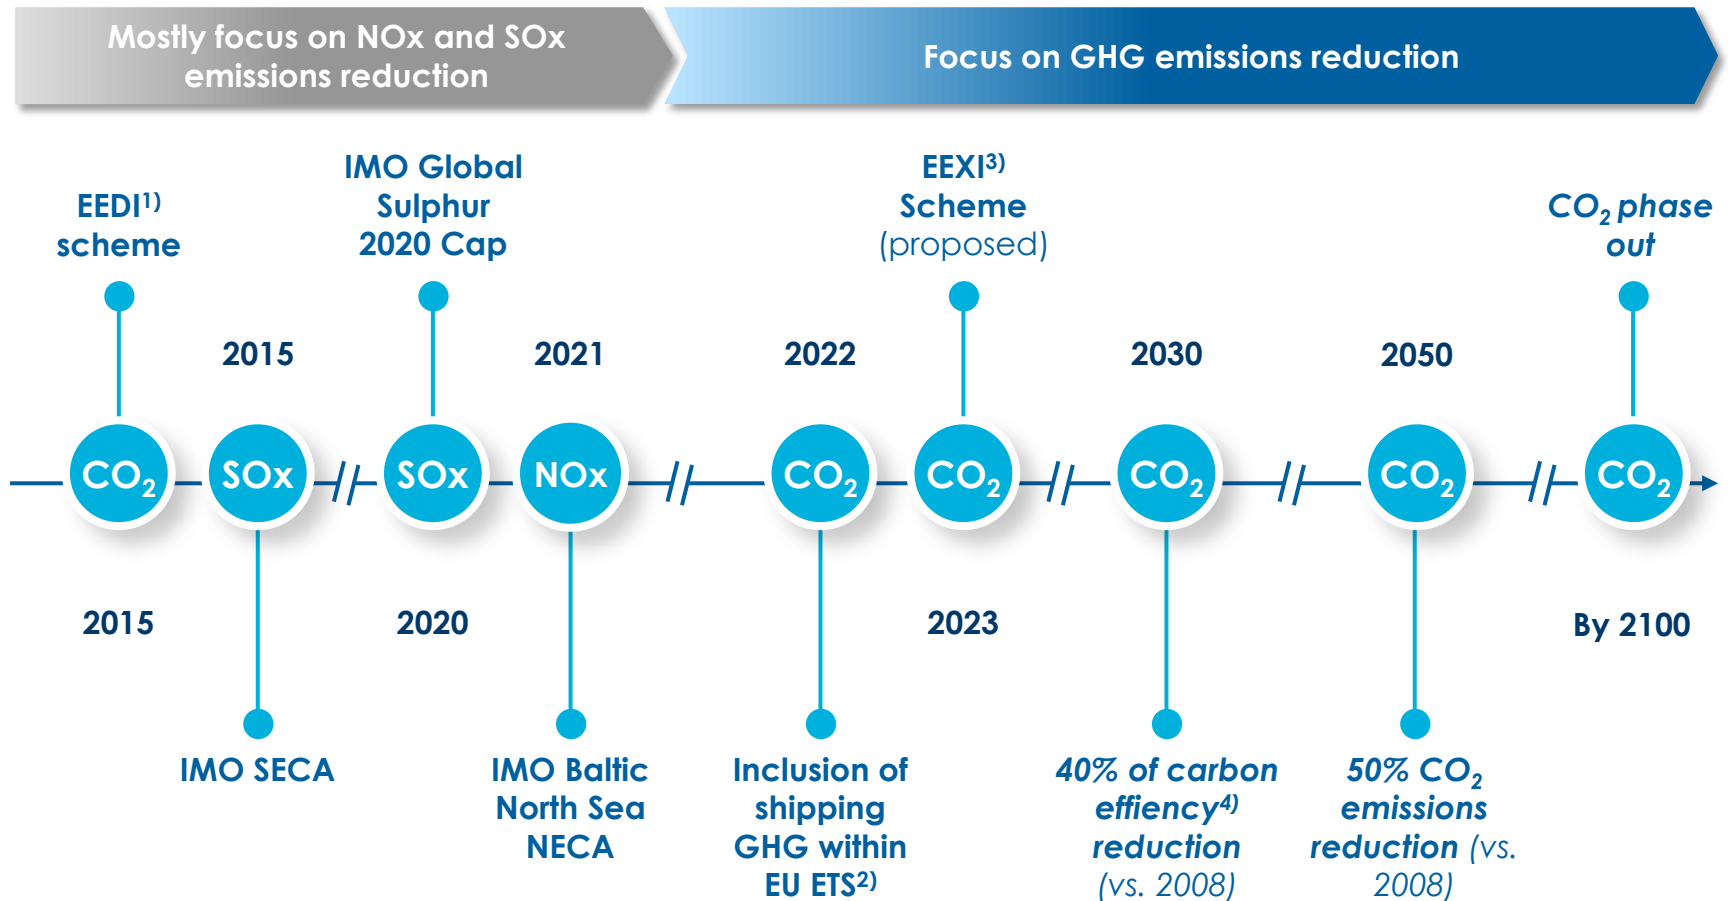 Mostly focus on NOx and SOx
emissions reduction
Focus on GHG emissions reduction
EEDI1)
scheme
IMO Global
Sulphur
2020 Cap
EEXI3)
Scheme
(proposed)
CO2 phase
out
2015
2021
2022
2030
2050
CO2
SOx
SOx
NOx
CO2
CO2
CO2
CO2
CO2
2015
2020
2023
By 2100
IMO SECA
IMO Baltic
North Sea
NECA
Inclusion of
shipping
GHG within
EU ETS2)
40% of carbon
effiency4)
reduction
(vs. 2008)
50% CO2
emissions
reduction (vs.
2008)